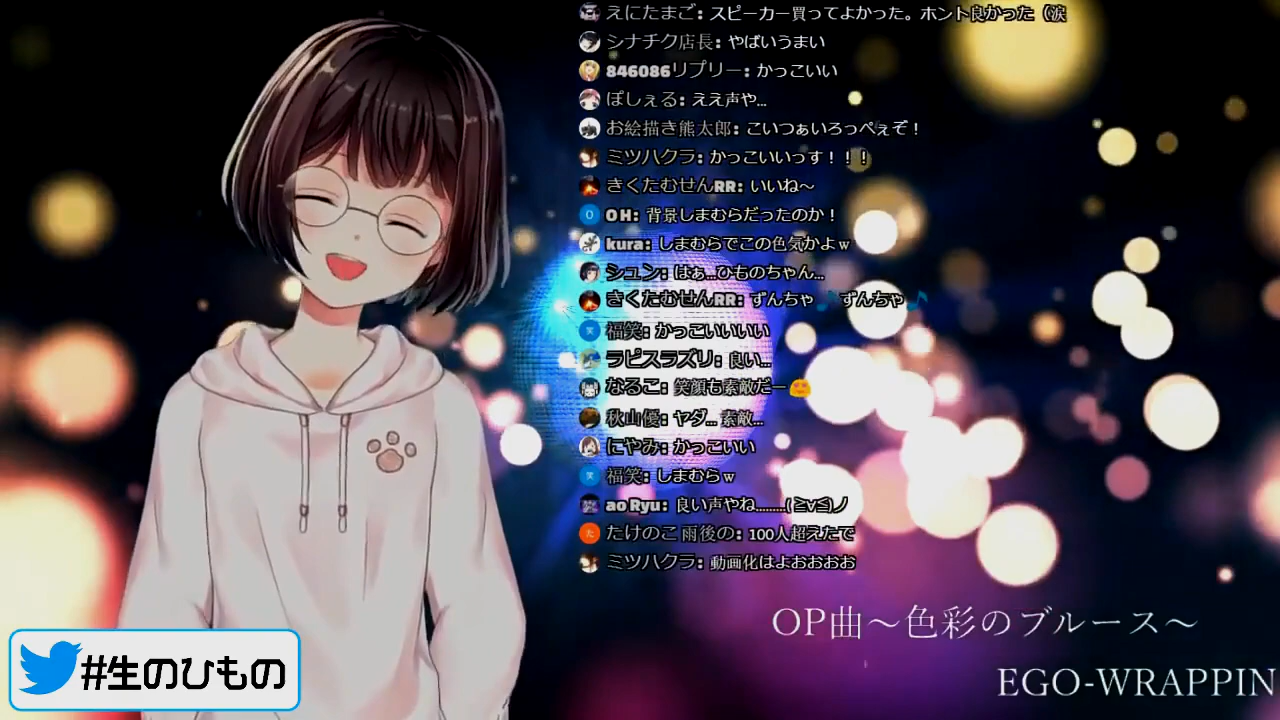 えにたまご: スピーカー買ってよかった。ホント良かった（涙
シナチク店長: やばいうまい
846086リプリー: かっこいい
ぽしぇる: ええ声や...
お絵描き熊太郎: こいつぁいろっぺぇぞ！
ミツハクラ: かっこいいっす！！！
きくたむせんRR: いいね～
O H: 背景しまむらだったのか！
kura: しまむらでこの色気かよｗ
シュン: はぁ...ひものちゃん...
きくたむせんRR: ずんちゃ🎵ずんちゃ🎵
福笑: かっこいいいい
ラピスラズリ: 良い...
なるこ: 笑顔も素敵だー😍
秋山優: ヤダ... 素敵...
にやみ: かっこいい
福笑: しまむらｗ
ao Ryu: 良い声やね........(≧∨≦)ノ
たけのこ 雨後の: 100人超えたで
ミツハクラ: 動画化はよおおおお
OP曲～色彩のブルース～
EGO-WRAPPIN
#生のひもの